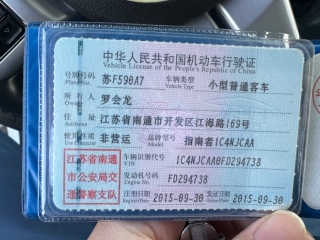 中华人民共和国机动车行驶证
Vehicle License of the People's Republic of China
号牌号码 Plate No. 苏F590A7 车辆类型 Vehicle Type 小型普通客车
所有人 Owner 罗会龙
住址 Address 江苏省南通市开发区江海路169号
使用性质 Use Character 非营运 品牌型号 Model 指南者1C4NJCAA
江苏省南通 车辆识别代号 VIN 1C4NJCAA8FD294738
市公安局交 发动机号码 Engine No. FD294738
通警察支队 注册日期 Register Date 2015-09-30 发证日期 Issue Date 2015-09-30